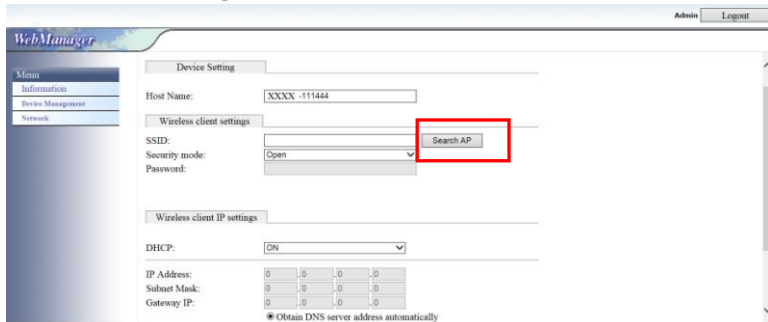 Admin Logout
WebManager
Menu
Information
Device Management
Network
Device Setting
Host Name: XXXX -111444
Wireless client settings
SSID: Search AP
Security mode: Open
Password:
Wireless client IP settings
DHCP: ON
IP Address: 0 .0 .0 .0
Subnet Mask: 0 .0 .0 .0
Gateway IP: 0 .0 .0 .0
Obtain DNS server address automatically